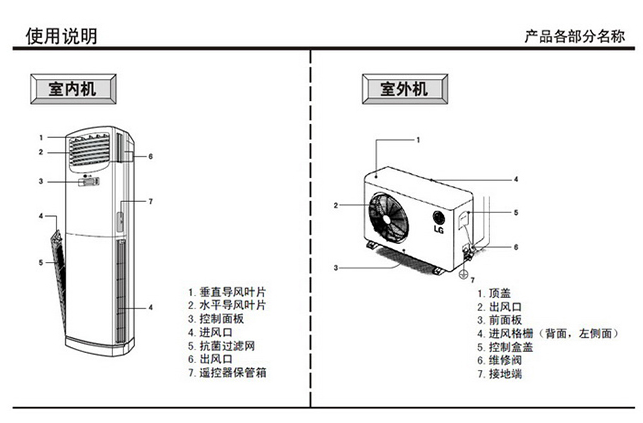 使用说明
产品各部分名称
室内机
1
2
3
4
5
6
7
4
1. 垂直导风叶片
2. 水平导风叶片
3. 控制面板
4. 进风口
5. 抗菌过滤网
6. 出风口
7. 遥控器保管箱
室外机
1
2
3
4
5
6
7
LG
1. 顶盖
2. 出风口
3. 前面板
4. 进风格栅（背面，左侧面）
5. 控制盒盖
6. 维修阀
7. 接地端